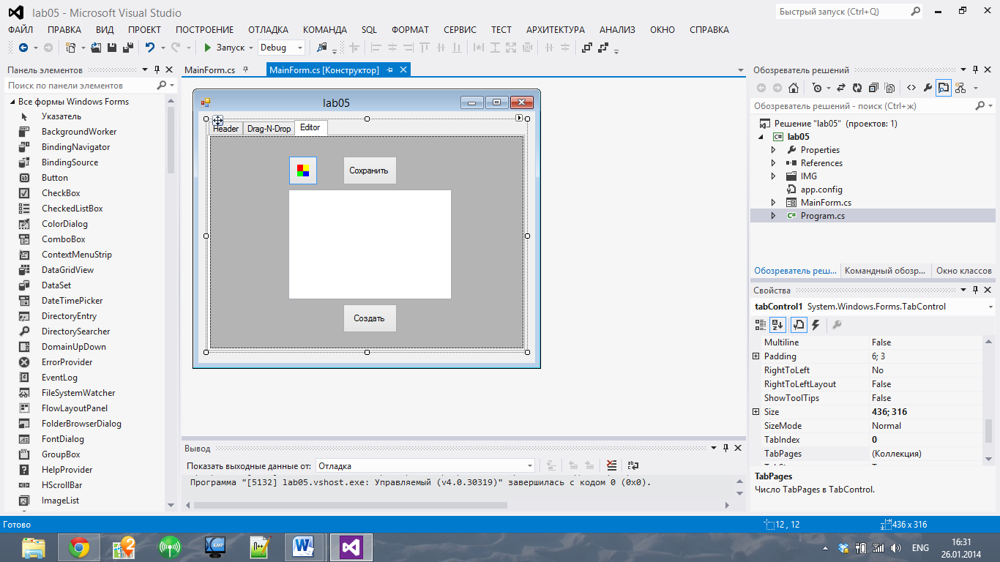 lab05 - Microsoft Visual Studio
Быстрый запуск (Ctrl+Q)
ФАЙЛ ПРАВКА ВИД ПРОЕКТ ПОСТРОЕНИЕ ОТЛАДКА КОМАНДА SQL ФОРМАТ СЕРВИС ТЕСТ АРХИТЕКТУРА АНАЛИЗ ОКНО СПРАВКА
Запуск Debug
Панель элементов
Поиск по панели элементов
Все формы Windows Forms
Указатель
BackgroundWorker
BindingNavigator
BindingSource
Button
CheckBox
CheckedListBox
ColorDialog
ComboBox
ContextMenuStrip
DataGridView
DataSet
DateTimePicker
DirectoryEntry
DirectorySearcher
DomainUpDown
ErrorProvider
EventLog
FileSystemWatcher
FlowLayoutPanel
FolderBrowserDialog
FontDialog
GroupBox
HelpProvider
HScrollBar
ImageList
MainForm.cs MainForm.cs [Конструктор]
lab05
Header Drag-N-Drop Editor
Сохранить
Создать
Вывод
Показать выходные данные от: Отладка
Программа "[5132] lab05.vshost.exe: Управляемый (v4.0.30319)" завершилась с кодом 0 (0x0).
Обозреватель решений
Обозреватель решений - поиск (Ctrl+ж)
Решение "lab05" (проектов: 1)
lab05
Properties
References
IMG
app.config
MainForm.cs
Program.cs
Обозреватель реш... Командный обозр... Окно классов
Свойства
tabControl1 System.Windows.Forms.TabControl
Multiline False
Padding 6; 3
RightToLeft No
RightToLeftLayout False
ShowToolTips False
Size 436; 316
SizeMode Normal
TabIndex 0
TabPages (Коллекция)
TabPages
Число TabPages в TabControl.
Готово
12 , 12
436 x 316
ENG
16:31
26.01.2014